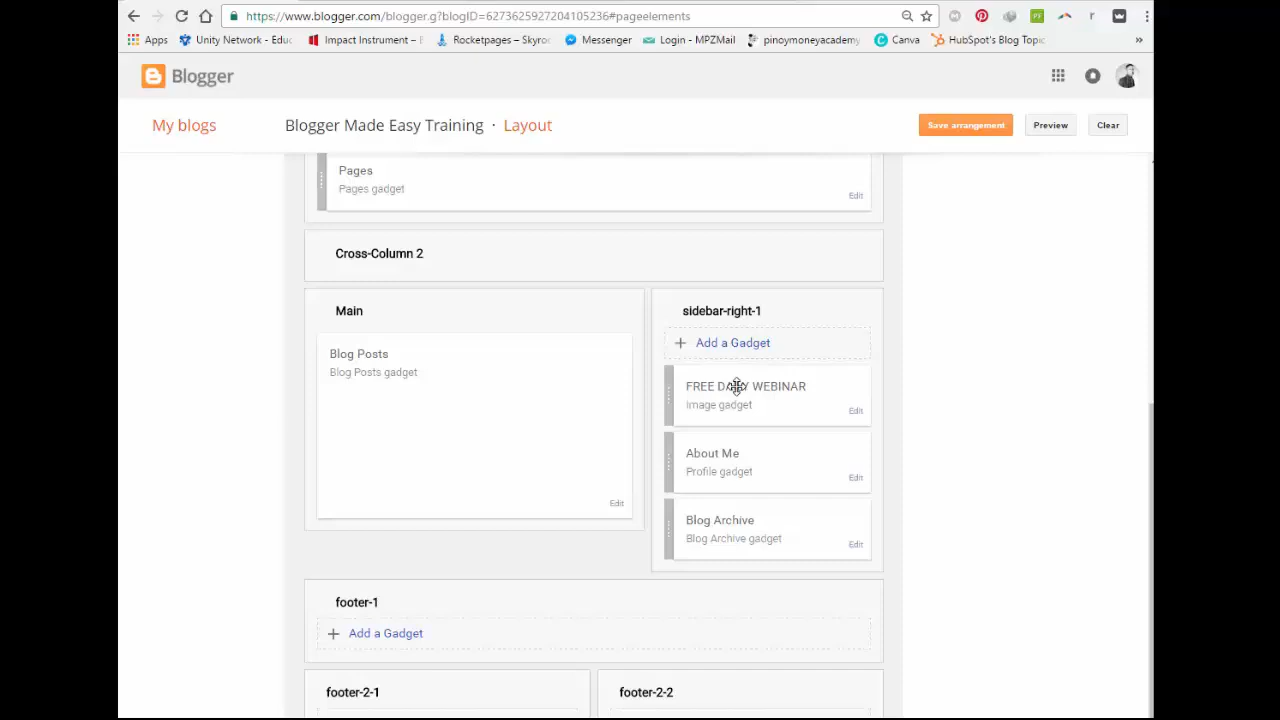 https://www.blogger.com/blogger.g?blogID=6273625927204105236#pageelements
Apps Unity Network - Educ Impact Instrument – F Rocketpages – Skyroc Messenger Login - MPZMail pinoymoneyacademy Canva HubSpot's Blog Topic »
Blogger
My blogs Blogger Made Easy Training · Layout Save arrangement Preview Clear
Pages
Pages gadget
Edit
Cross-Column 2
Main
Blog Posts
Blog Posts gadget
Edit
sidebar-right-1
+ Add a Gadget
FREE DAILY WEBINAR
Image gadget
Edit
About Me
Profile gadget
Edit
Blog Archive
Blog Archive gadget
Edit
footer-1
+ Add a Gadget
footer-2-1 footer-2-2